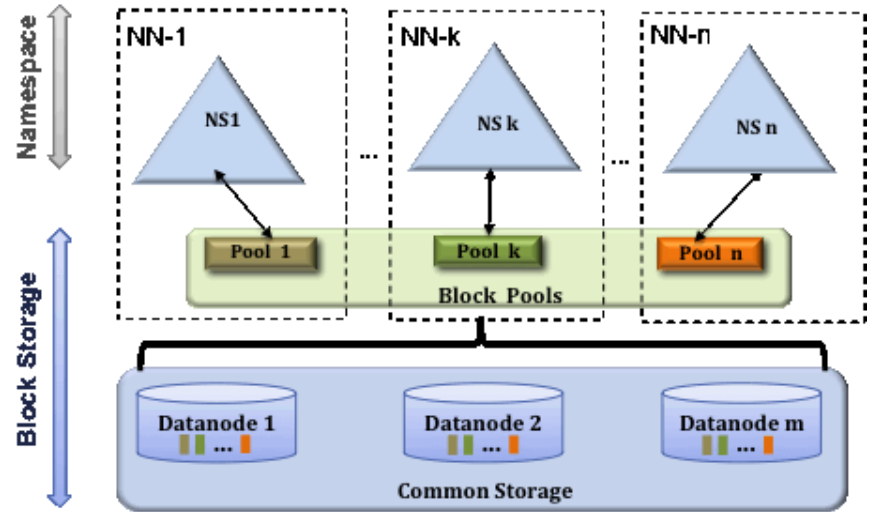 Namespace
NN-1
NN-k
NN-n
NS1
NS k
NS n
...
...
Block Storage
Pool 1
Pool k
Pool n
Block Pools
Datanode 1
...
Datanode 2
...
Datanode m
...
Common Storage